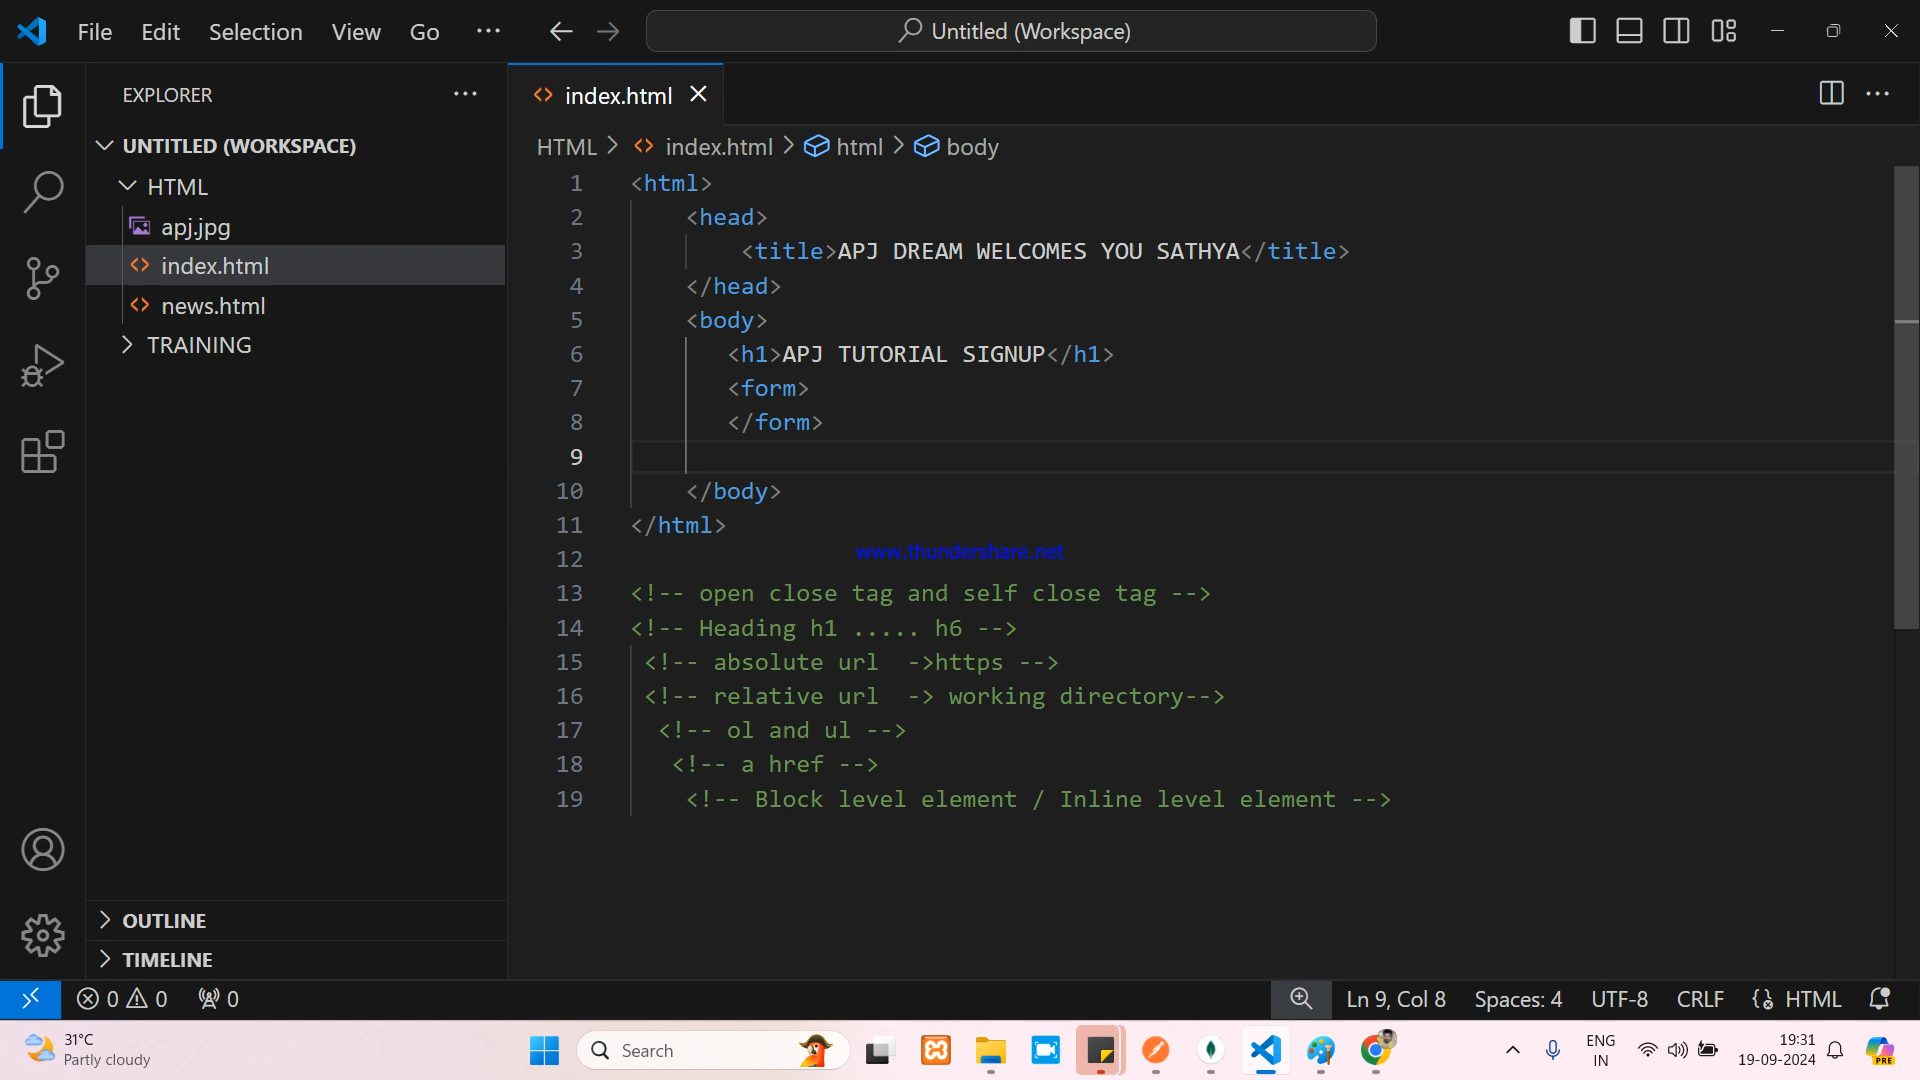 File Edit Selection View Go ... Untitled (Workspace)
EXPLORER
UNTITLED (WORKSPACE)
HTML
apj.jpg
index.html
news.html
TRAINING
OUTLINE
TIMELINE
index.html
HTML > index.html > html > body
1 <html>
2 <head>
3 <title>APJ DREAM WELCOMES YOU SATHYA</title>
4 </head>
5 <body>
6 <h1>APJ TUTORIAL SIGNUP</h1>
7 <form>
8 </form>
9
10 </body>
11 </html>
www.thundershare.net
12
13 <!-- open close tag and self close tag -->
14 <!-- Heading h1 ..... h6 -->
15 <!-- absolute url  ->https -->
16 <!-- relative url  -> working directory-->
17 <!-- ol and ul -->
18 <!-- a href -->
19 <!-- Block level element / Inline level element -->
0 0 0 Ln 9, Col 8 Spaces: 4 UTF-8 CRLF HTML
31°C
Partly cloudy
Search
ENG
IN
19:31
19-09-2024
PRE